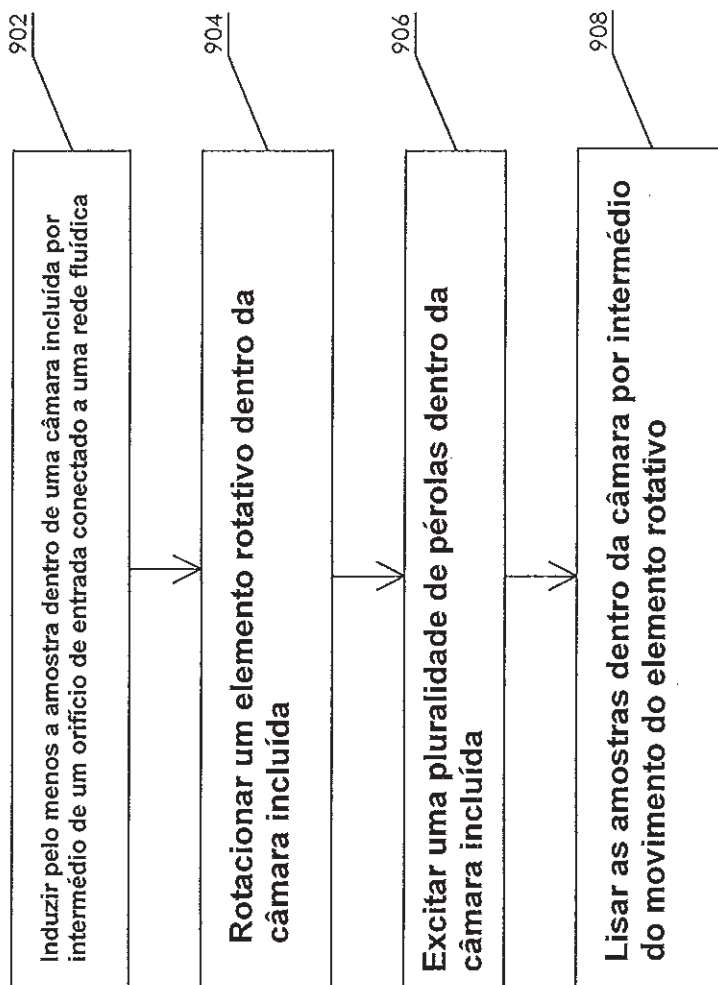 902
Induzir pelo menos a amostra dentro de uma câmara incluída por
intermédio de um orifício de entrada conectado a uma rede fluídica
904
Rotacionar um elemento rotativo dentro da
câmara incluída
906
Excitar uma pluralidade de pérolas dentro da
câmara incluída
908
Lisar as amostras dentro da câmara por intermédio
do movimento do elemento rotativo